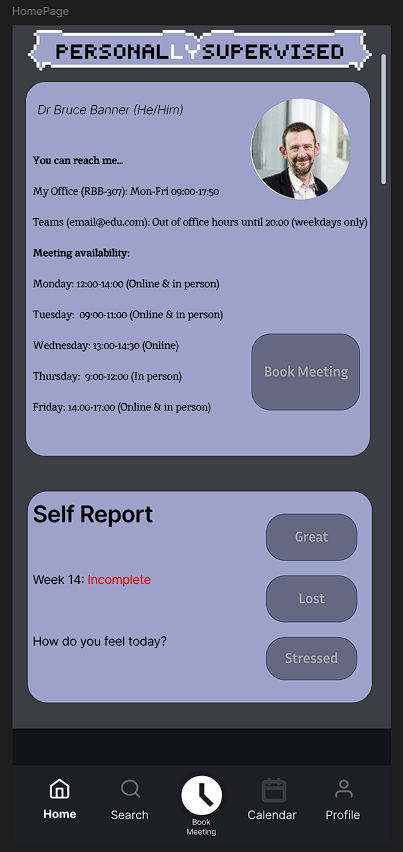 HomePage
PERSONALLYSUPERVISED
Dr Bruce Banner (He/Him)
You can reach me...
My Office (RBB-307): Mon-Fri 09:00-17:50
Teams (email@edu.com): Out of office hours until 20:00 (weekdays only)
Meeting availability:
Monday: 12:00-14:00 (Online & in person)
Tuesday: 09:00-11:00 (Online & in person)
Wednesday: 13:00-14:30 (Online)
Thursday: 9:00-12:00 (In person)
Friday: 14:00-17:00 (Online & in person)
Book Meeting
Self Report
Great
Week 14: Incomplete
Lost
How do you feel today?
Stressed
Home
Search
Book
Meeting
Calendar
Profile